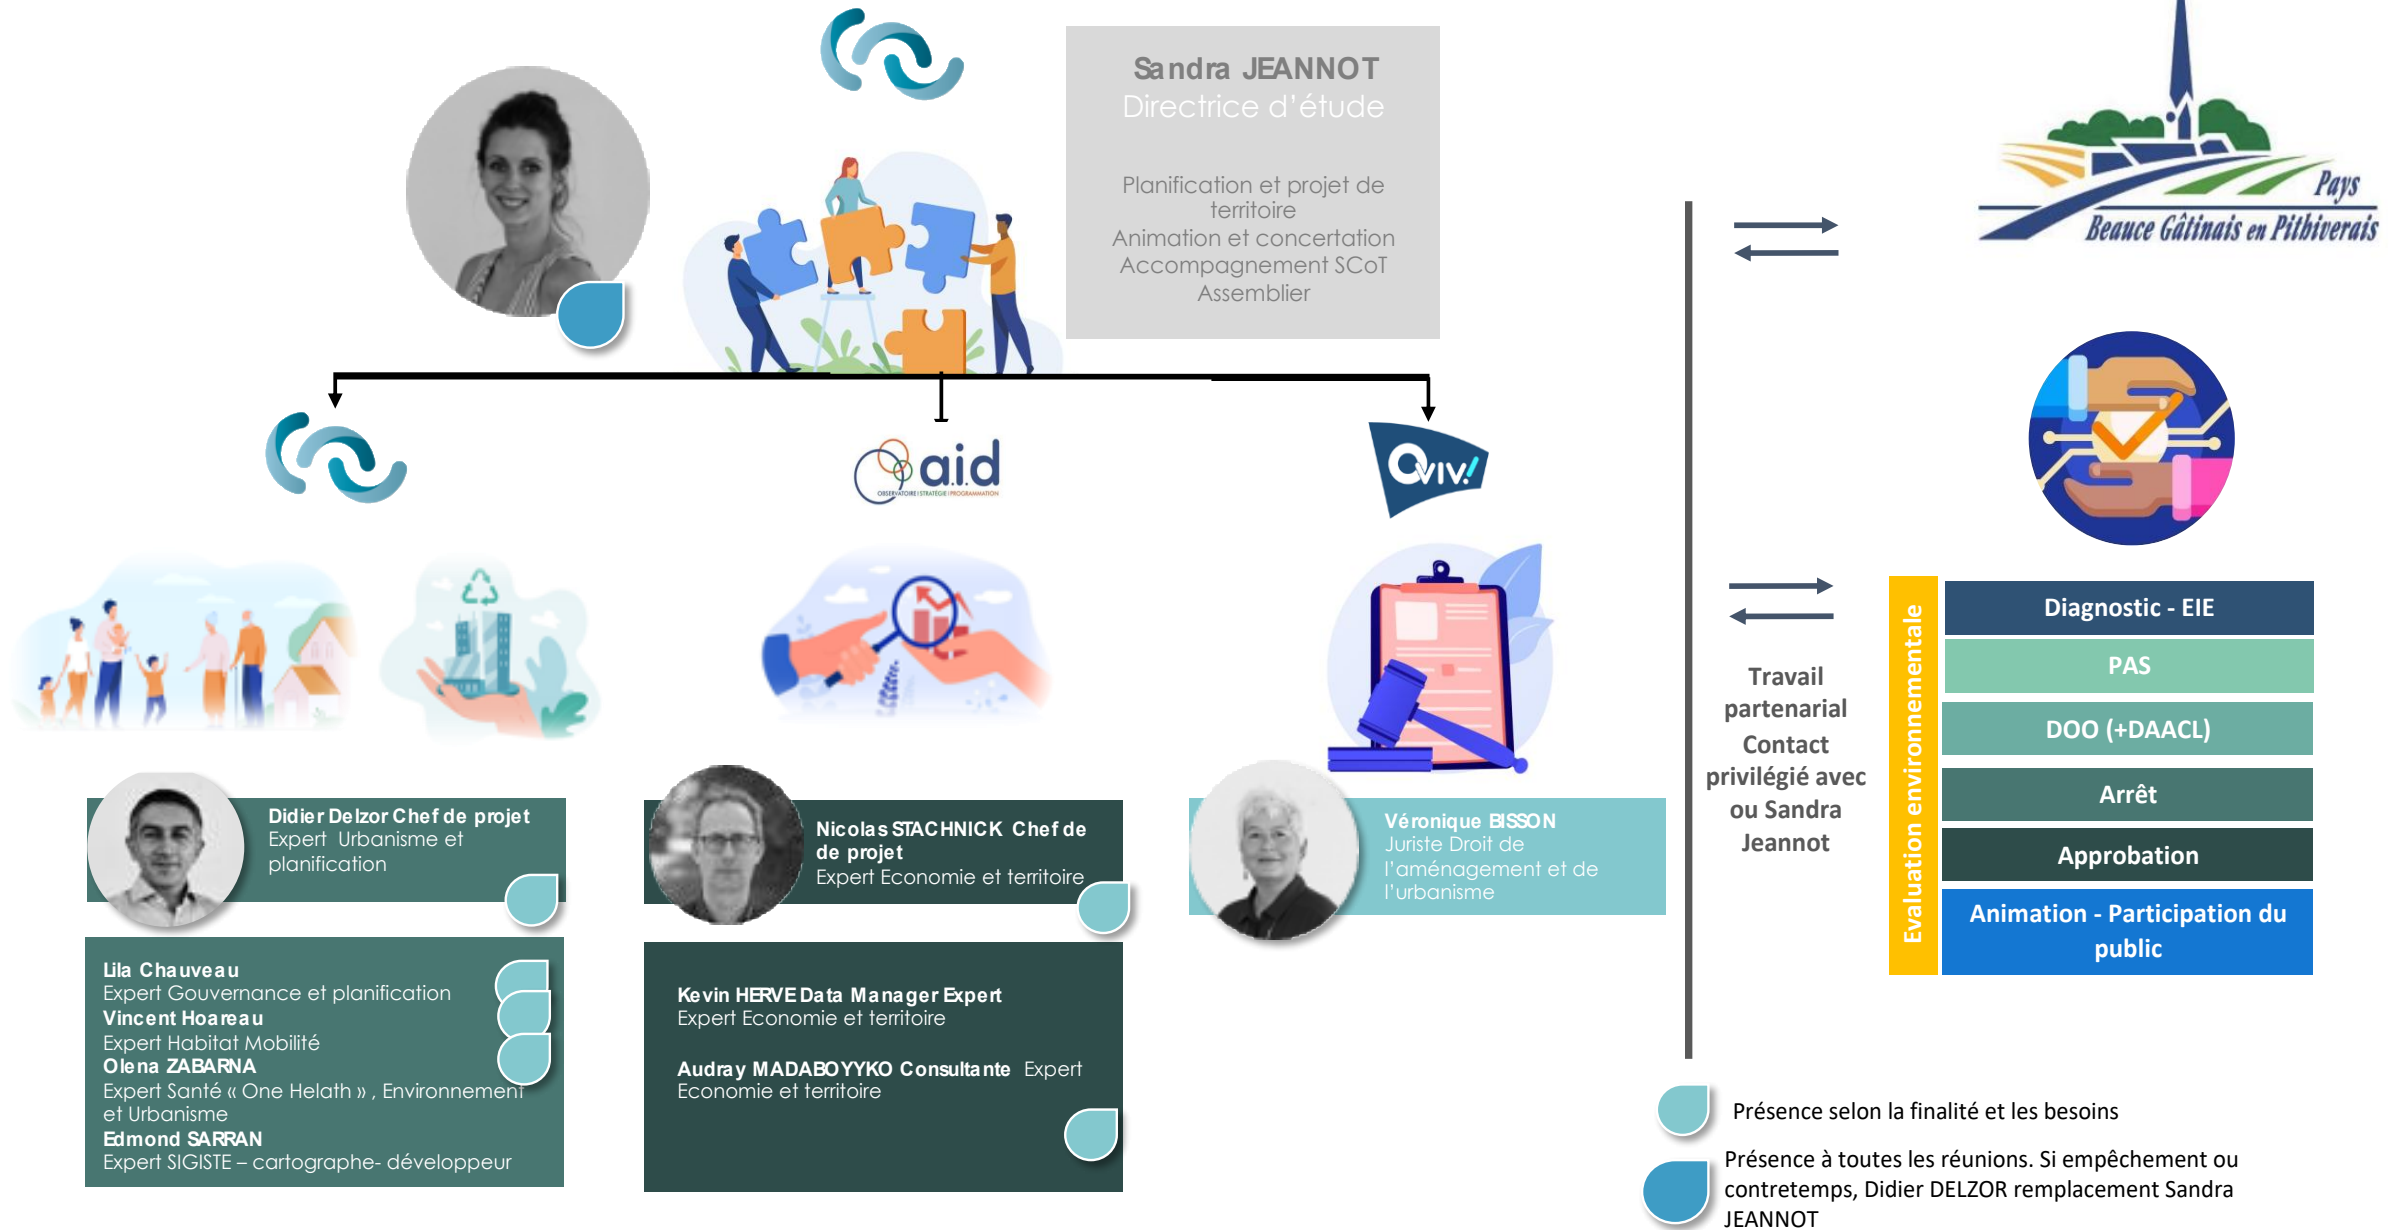 Sandra JEANNOT
Directrice d'étude
Planification et projet de
territoire
Animation et concertation
Accompagnement SCoT
Assemblier
Pays
Beauce Gâtinais en Pithiverais
a.i.d
OBSERVATOIRE I STRATÉGIE I PROGRAMMATION
OVIV!
Didier Delzor Chef de projet
Expert Urbanisme et
planification
Lila Chauveau
Expert Gouvernance et planification
Vincent Hoareau
Expert Habitat Mobilité
Olena ZABARNA
Expert Santé « One Helath » , Environnement
et Urbanisme
Edmond SARRAN
Expert SIGISTE – cartographe- développeur
Nicolas STACHNICK Chef de
de projet
Expert Economie et territoire
Kevin HERVE Data Manager Expert
Expert Economie et territoire
Audray MADABOYYKO Consultante Expert
Economie et territoire
Véronique BISSON
Juriste Droit de
l'aménagement et de
l'urbanisme
Travail
partenarial
Contact
privilégié avec
ou Sandra
Jeannot
Evaluation environnementale
Diagnostic - EIE
PAS
DOO (+DAACL)
Arrêt
Approbation
Animation - Participation du
public
Présence selon la finalité et les besoins
Présence à toutes les réunions. Si empêchement ou
contretemps, Didier DELZOR remplacement Sandra
JEANNOT